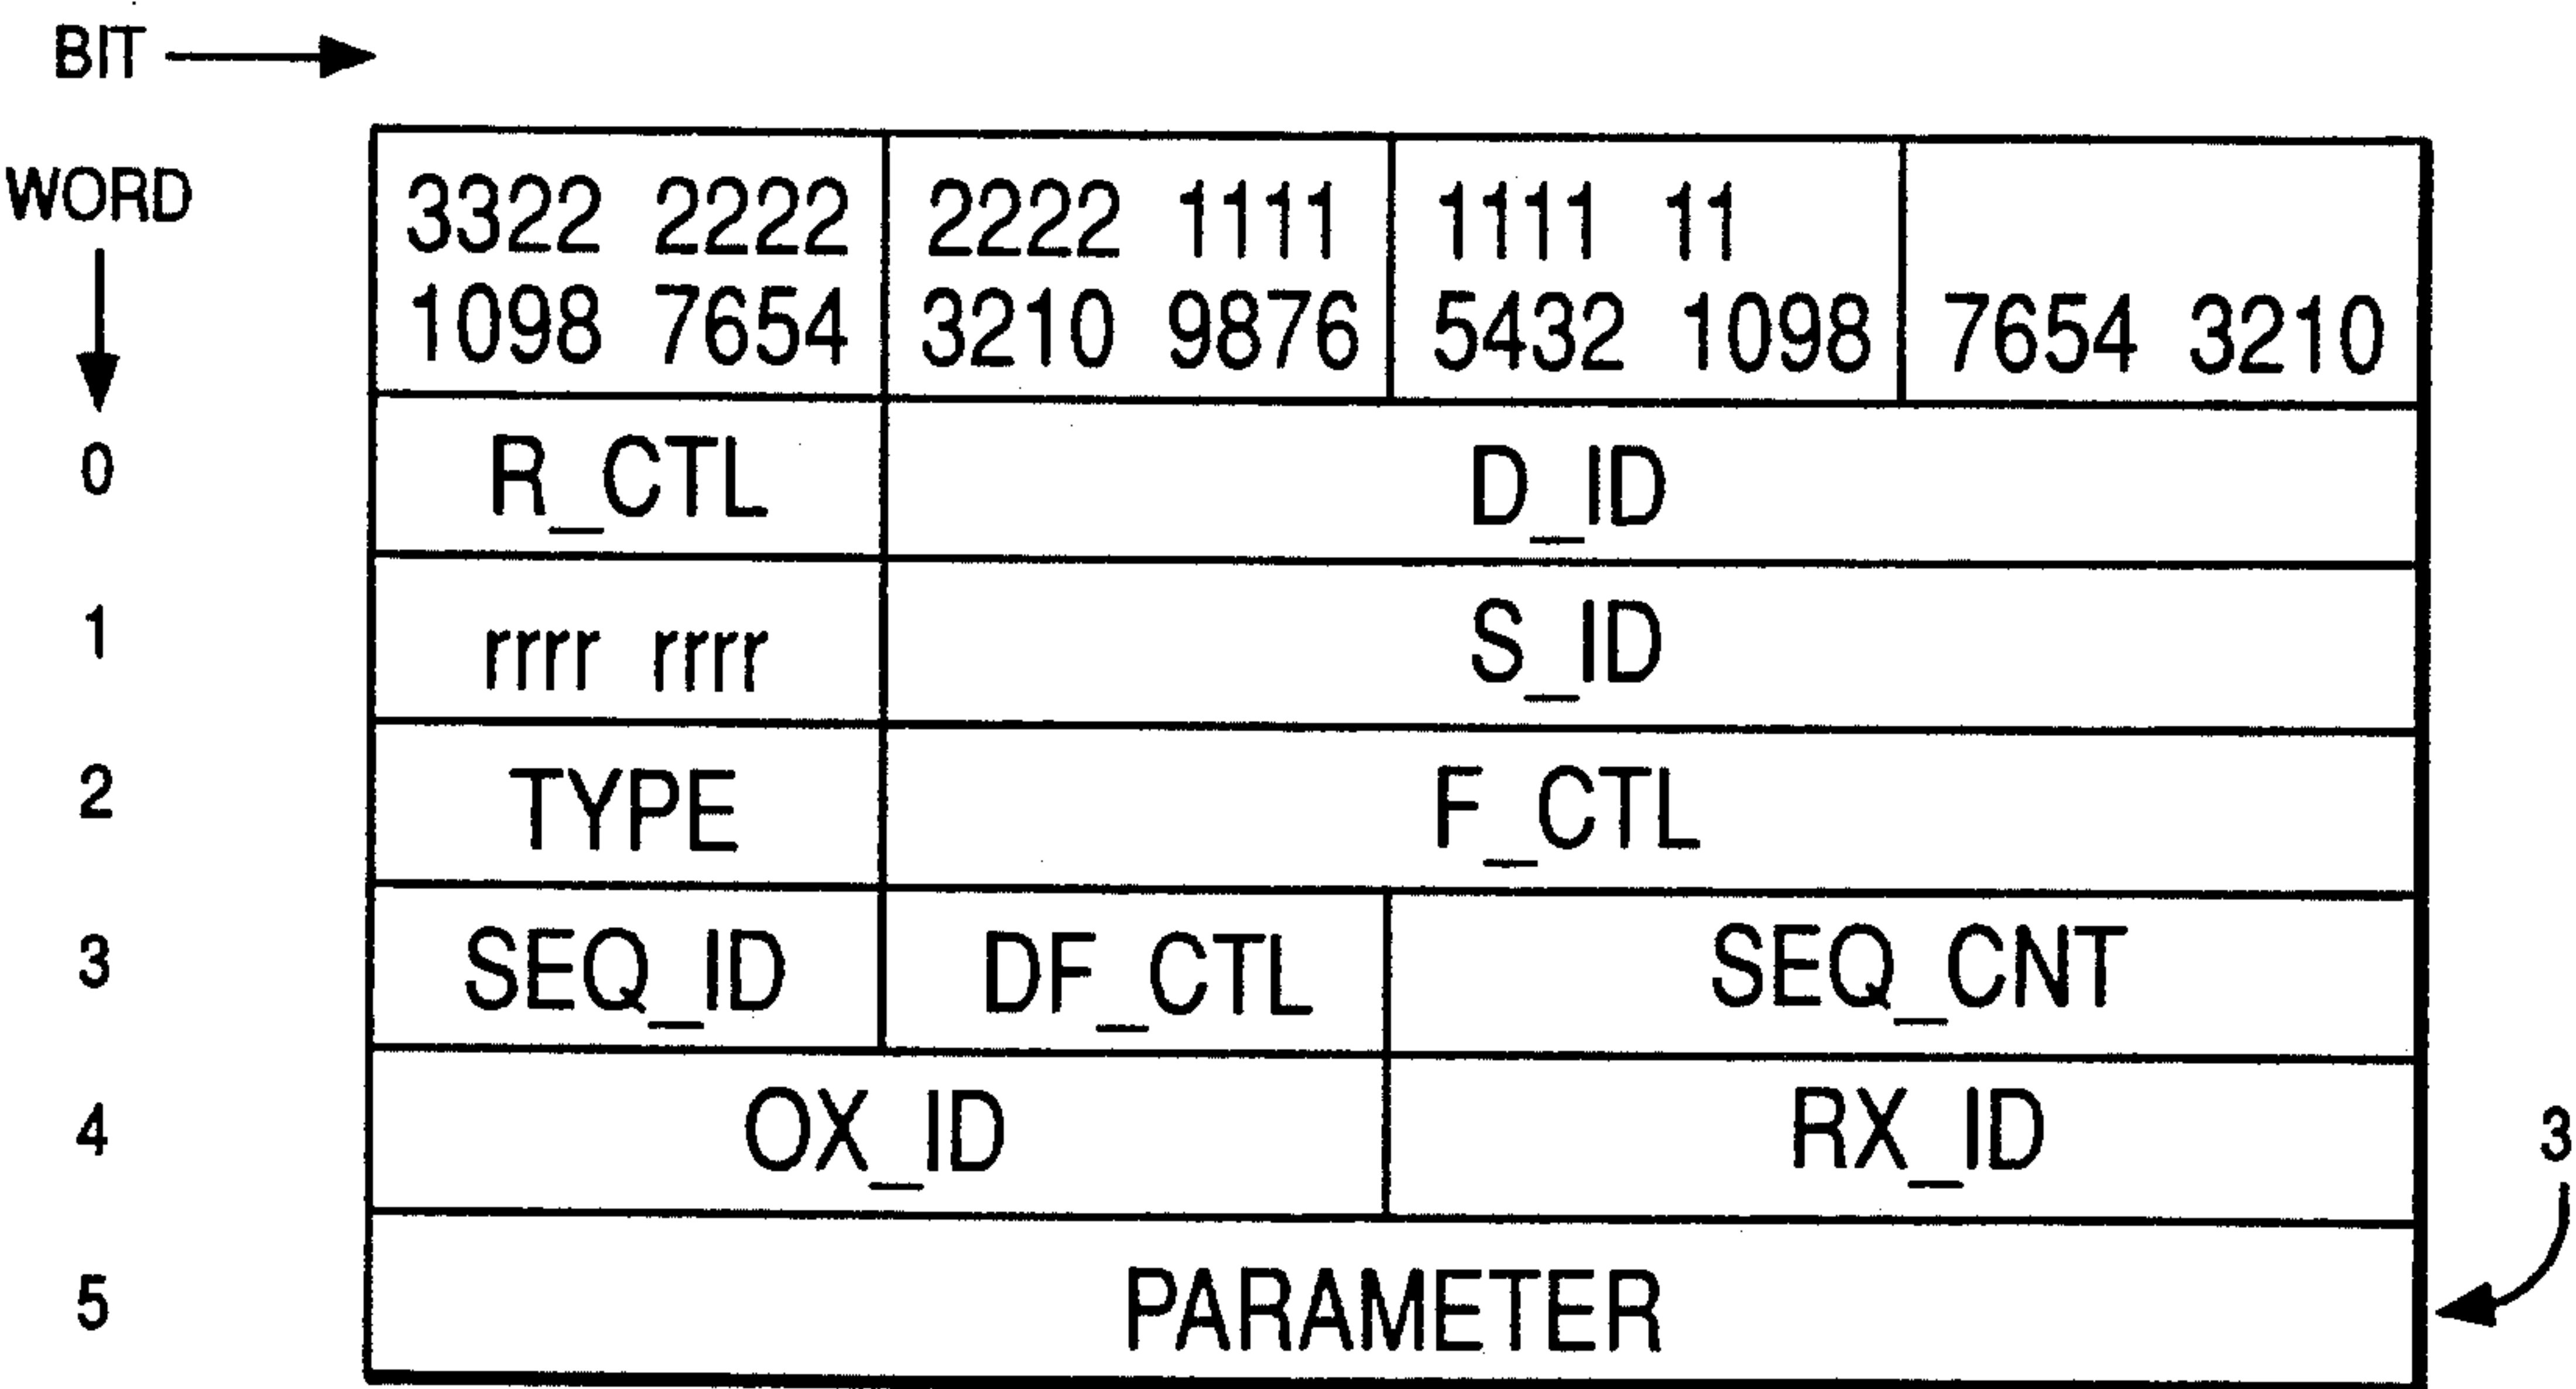 BIT
WORD
3322 2222 2222 1111 1111 11
1098 7654 3210 9876 5432 1098 7654 3210
0 R_CTL D_ID
1 rrrr rrrr S_ID
2 TYPE F_CTL
3 SEQ_ID DF_CTL SEQ_CNT
4 OX_ID RX_ID 3
5 PARAMETER